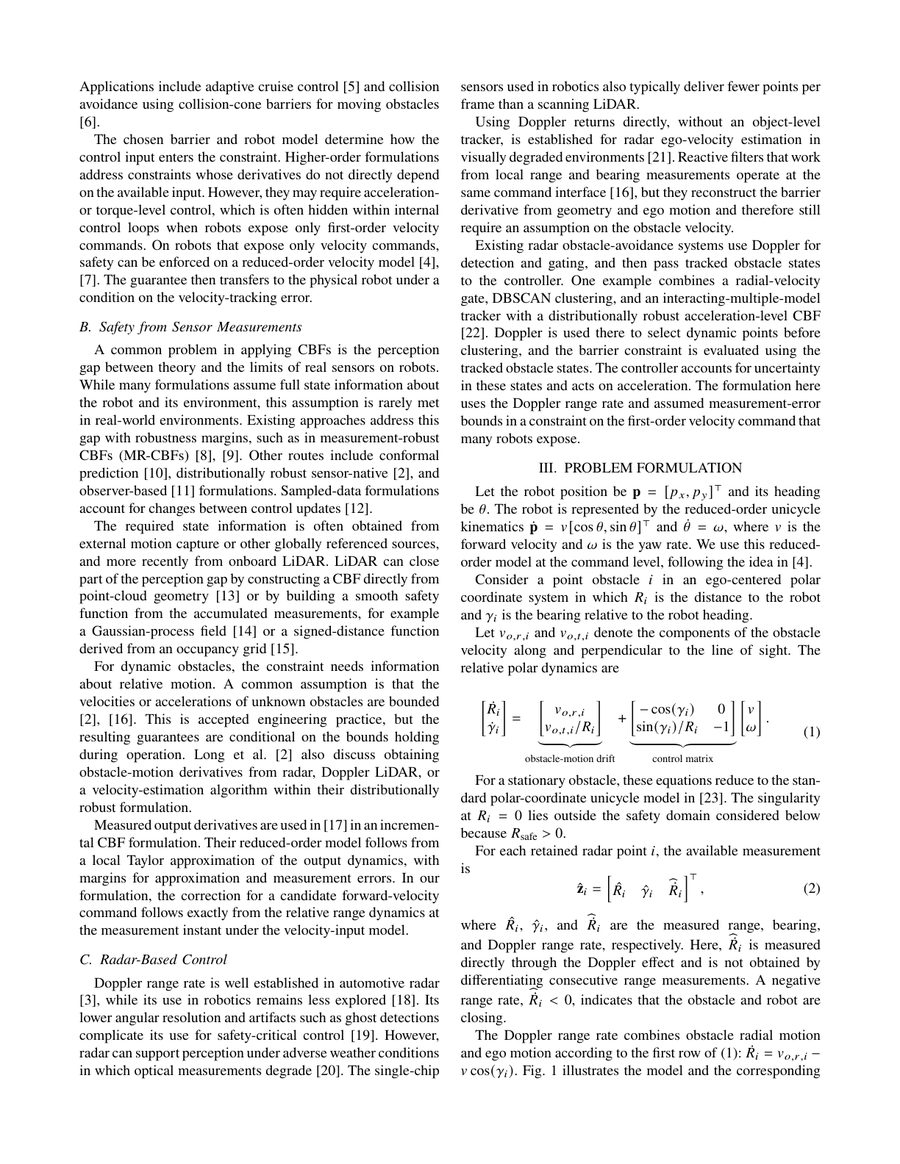 Applications include adaptive cruise control [5] and collision
avoidance using collision-cone barriers for moving obstacles
[6].
The chosen barrier and robot model determine how the
control input enters the constraint. Higher-order formulations
address constraints whose derivatives do not directly depend
on the available input. However, they may require acceleration-
or torque-level control, which is often hidden within internal
control loops when robots expose only first-order velocity
commands. On robots that expose only velocity commands,
safety can be enforced on a reduced-order velocity model [4],
[7]. The guarantee then transfers to the physical robot under a
condition on the velocity-tracking error.
B. Safety from Sensor Measurements
A common problem in applying CBFs is the perception
gap between theory and the limits of real sensors on robots.
While many formulations assume full state information about
the robot and its environment, this assumption is rarely met
in real-world environments. Existing approaches address this
gap with robustness margins, such as in measurement-robust
CBFs (MR-CBFs) [8], [9]. Other routes include conformal
prediction [10], distributionally robust sensor-native [2], and
observer-based [11] formulations. Sampled-data formulations
account for changes between control updates [12].
The required state information is often obtained from
external motion capture or other globally referenced sources,
and more recently from onboard LiDAR. LiDAR can close
part of the perception gap by constructing a CBF directly from
point-cloud geometry [13] or by building a smooth safety
function from the accumulated measurements, for example
a Gaussian-process field [14] or a signed-distance function
derived from an occupancy grid [15].
For dynamic obstacles, the constraint needs information
about relative motion. A common assumption is that the
velocities or accelerations of unknown obstacles are bounded
[2], [16]. This is accepted engineering practice, but the
resulting guarantees are conditional on the bounds holding
during operation. Long et al. [2] also discuss obtaining
obstacle-motion derivatives from radar, Doppler LiDAR, or
a velocity-estimation algorithm within their distributionally
robust formulation.
Measured output derivatives are used in [17] in an incremen-
tal CBF formulation. Their reduced-order model follows from
a local Taylor approximation of the output dynamics, with
margins for approximation and measurement errors. In our
formulation, the correction for a candidate forward-velocity
command follows exactly from the relative range dynamics at
the measurement instant under the velocity-input model.
C. Radar-Based Control
Doppler range rate is well established in automotive radar
[3], while its use in robotics remains less explored [18]. Its
lower angular resolution and artifacts such as ghost detections
complicate its use for safety-critical control [19]. However,
radar can support perception under adverse weather conditions
in which optical measurements degrade [20]. The single-chip
sensors used in robotics also typically deliver fewer points per
frame than a scanning LiDAR.
Using Doppler returns directly, without an object-level
tracker, is established for radar ego-velocity estimation in
visually degraded environments [21]. Reactive filters that work
from local range and bearing measurements operate at the
same command interface [16], but they reconstruct the barrier
derivative from geometry and ego motion and therefore still
require an assumption on the obstacle velocity.
Existing radar obstacle-avoidance systems use Doppler for
detection and gating, and then pass tracked obstacle states
to the controller. One example combines a radial-velocity
gate, DBSCAN clustering, and an interacting-multiple-model
tracker with a distributionally robust acceleration-level CBF
[22]. Doppler is used there to select dynamic points before
clustering, and the barrier constraint is evaluated using the
tracked obstacle states. The controller accounts for uncertainty
in these states and acts on acceleration. The formulation here
uses the Doppler range rate and assumed measurement-error
bounds in a constraint on the first-order velocity command that
many robots expose.
III. PROBLEM FORMULATION
Let the robot position be p = [pₓ, p_y]⊤ and its heading
be θ. The robot is represented by the reduced-order unicycle
kinematics ṗ = v[cos θ, sin θ]⊤ and θ̇ = ω, where v is the
forward velocity and ω is the yaw rate. We use this reduced-
order model at the command level, following the idea in [4].
Consider a point obstacle i in an ego-centered polar
coordinate system in which Rᵢ is the distance to the robot
and γᵢ is the bearing relative to the robot heading.
Let v_{o,r,i} and v_{o,t,i} denote the components of the obstacle
velocity along and perpendicular to the line of sight. The
relative polar dynamics are
[Ṙᵢ; γ̇ᵢ] = [v_{o,r,i}; v_{o,t,i}/Rᵢ] + [−cos(γᵢ) 0; sin(γᵢ)/Rᵢ −1] [v; ω]. (1)
obstacle-motion drift control matrix
For a stationary obstacle, these equations reduce to the stan-
dard polar-coordinate unicycle model in [23]. The singularity
at Rᵢ = 0 lies outside the safety domain considered below
because R_safe > 0.
For each retained radar point i, the available measurement
is
ẑᵢ = [R̂ᵢ γ̂ᵢ Ṙ̂ᵢ]⊤, (2)
where R̂ᵢ, γ̂ᵢ, and Ṙ̂ᵢ are the measured range, bearing,
and Doppler range rate, respectively. Here, Ṙ̂ᵢ is measured
directly through the Doppler effect and is not obtained by
differentiating consecutive range measurements. A negative
range rate, Ṙ̂ᵢ < 0, indicates that the obstacle and robot are
closing.
The Doppler range rate combines obstacle radial motion
and ego motion according to the first row of (1): Ṙᵢ = v_{o,r,i} −
v cos(γᵢ). Fig. 1 illustrates the model and the corresponding